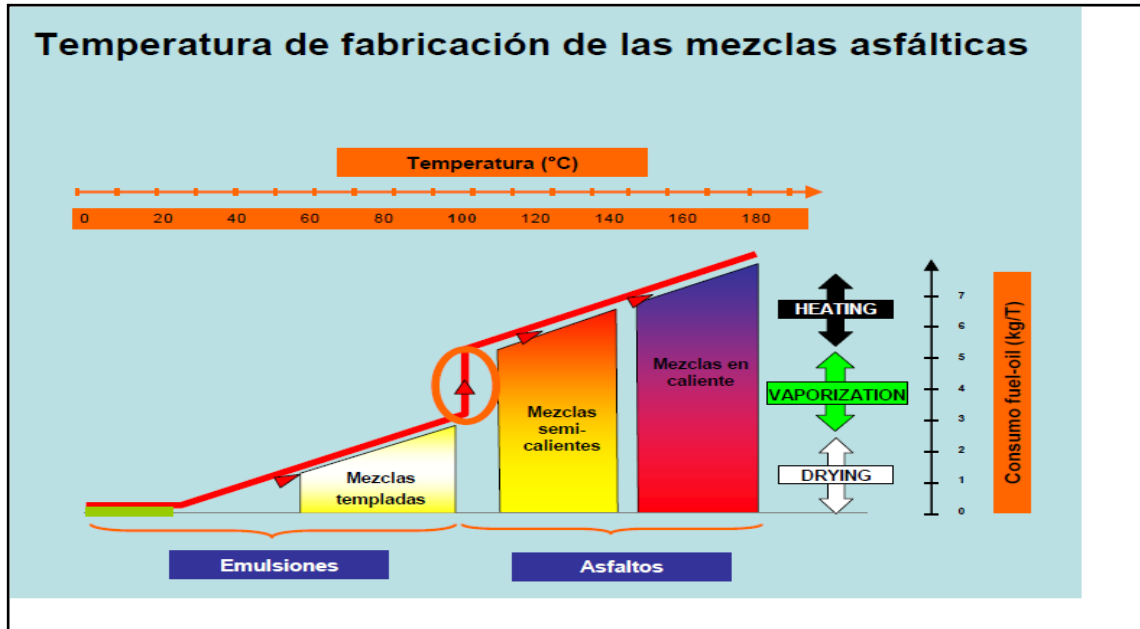 Temperatura de fabricación de las mezclas asfálticas
Temperatura (°C)
0 20 40 60 80 100 120 140 160 180
HEATING
VAPORIZATION
DRYING
7
6
5
4
3
2
1
0
Consumo fuel-oil (kg/T)
Mezclas en
caliente
Mezclas
semi-
calientes
Mezclas
templadas
Emulsiones
Asfaltos